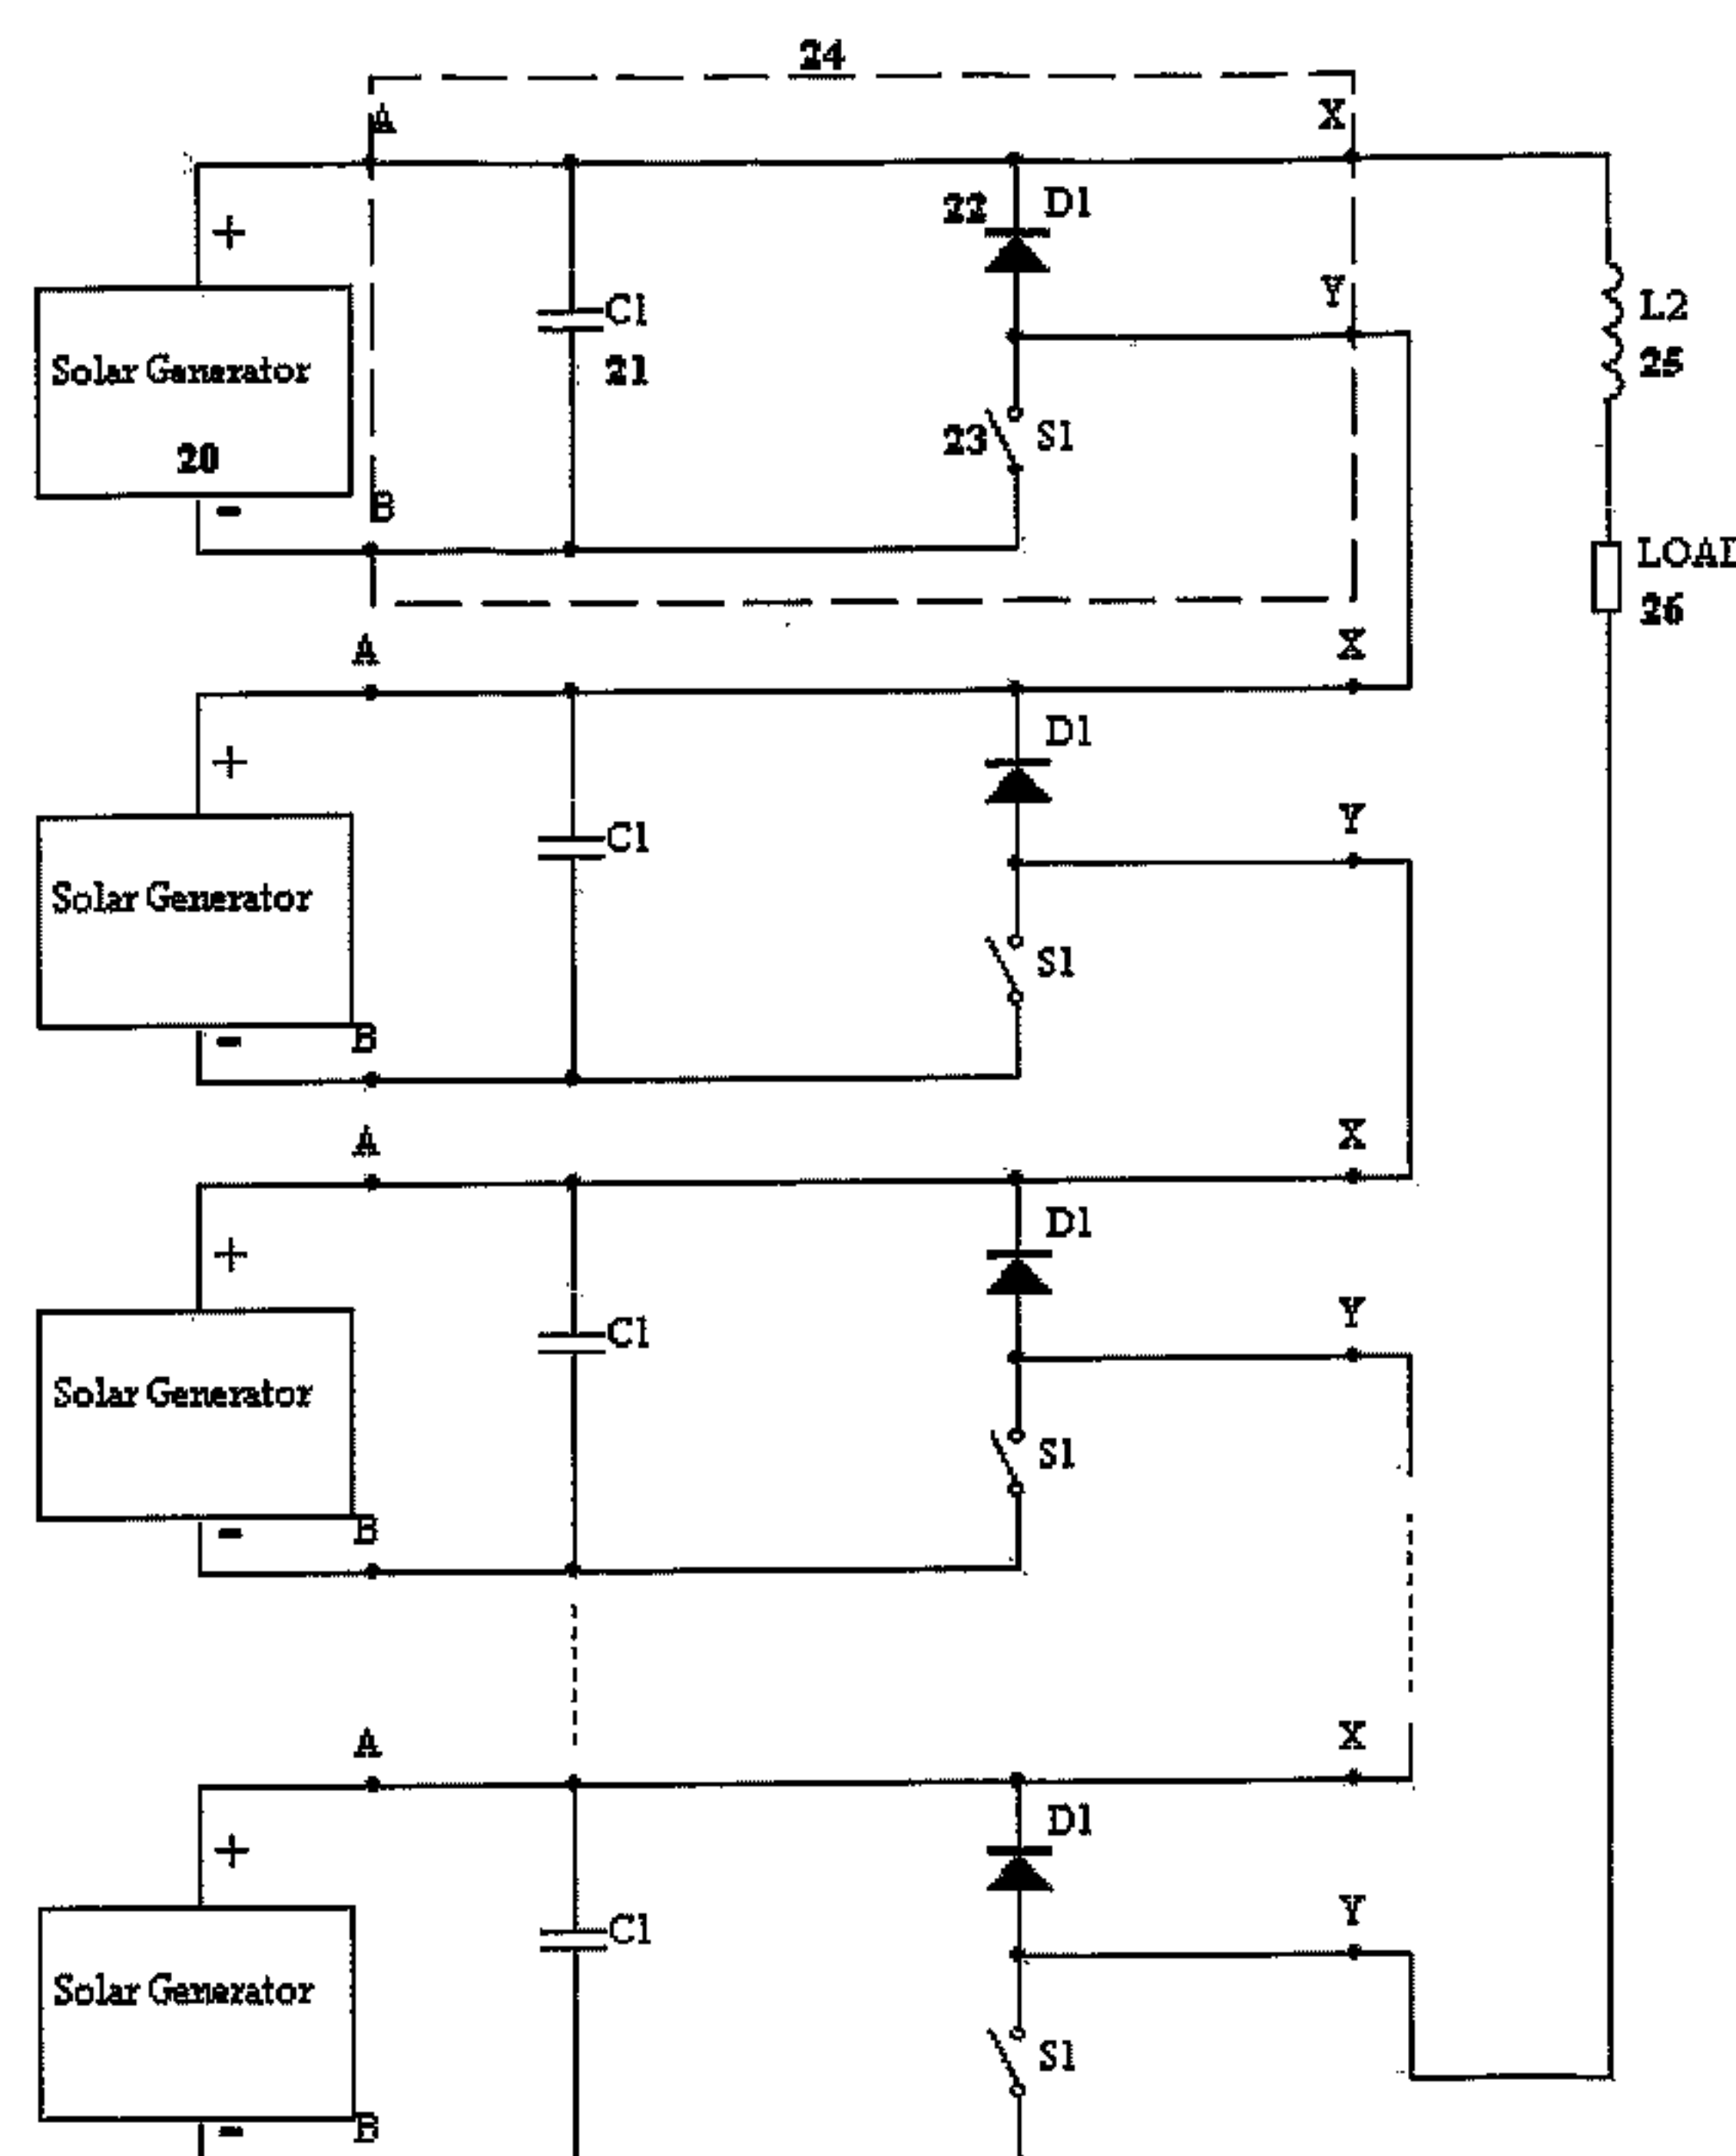 24
A
X
22 D1
+
Y
C1
L2
Solar Generator
21
25
23 S1
20
B
-
LOAD
26
A
X
D1
+
Y
C1
Solar Generator
S1
B
-
A
X
D1
+
Y
C1
Solar Generator
S1
B
-
A
X
D1
+
Y
C1
Solar Generator
S1
B
-